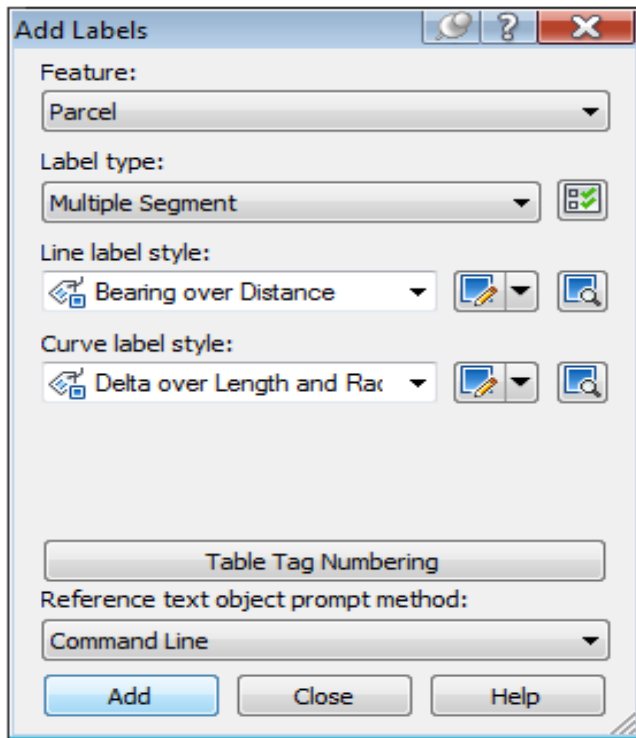 Add Labels
Feature:
Parcel
Label type:
Multiple Segment
Line label style:
Bearing over Distance
Curve label style:
Delta over Length and Rac
Table Tag Numbering
Reference text object prompt method:
Command Line
Add Close Help